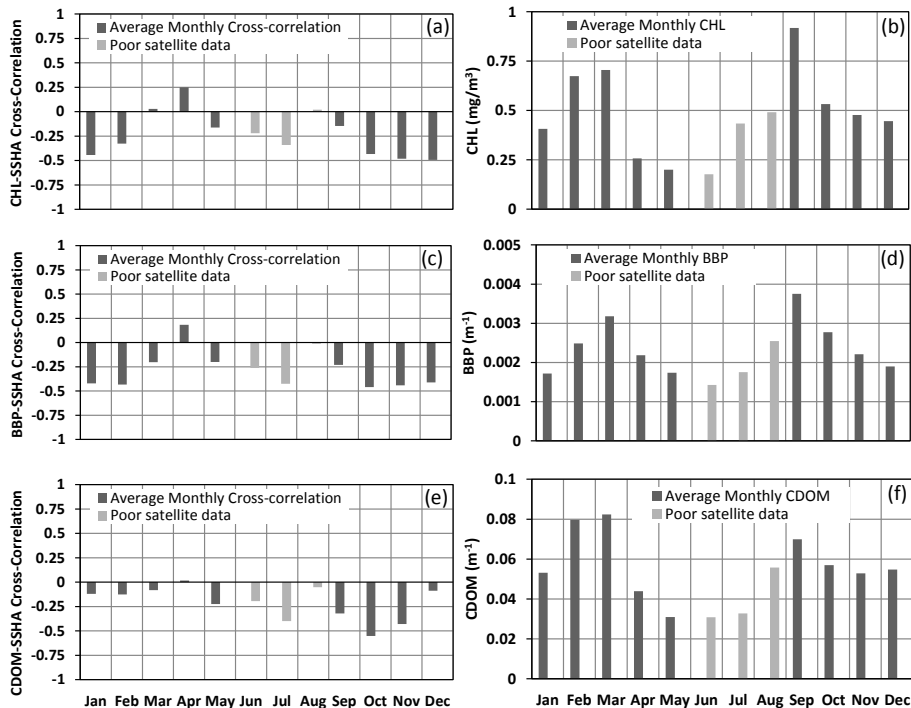 Average Monthly Cross-correlation
Poor satellite data
(a)
CHL-SSHA Cross-Correlation
1
0.75
0.5
0.25
0
-0.25
-0.5
-0.75
-1
Average Monthly CHL
Poor satellite data
(b)
CHL (mg/m³)
1
0.75
0.5
0.25
0
Average Monthly Cross-correlation
Poor satellite data
(c)
BBP-SSHA Cross-Correlation
1
0.75
0.5
0.25
0
-0.25
-0.5
-0.75
-1
Average Monthly BBP
Poor satellite data
(d)
BBP (m⁻¹)
0.005
0.004
0.003
0.002
0.001
0
Average Monthly Cross-correlation
Poor satellite data
(e)
CDOM-SSHA Cross-Correlation
1
0.75
0.5
0.25
0
-0.25
-0.5
-0.75
-1
Jan Feb Mar Apr May Jun Jul Aug Sep Oct Nov Dec
Average Monthly CDOM
Poor satellite data
(f)
CDOM (m⁻¹)
0.1
0.08
0.06
0.04
0.02
0
Jan Feb Mar Apr May Jun Jul Aug Sep Oct Nov Dec